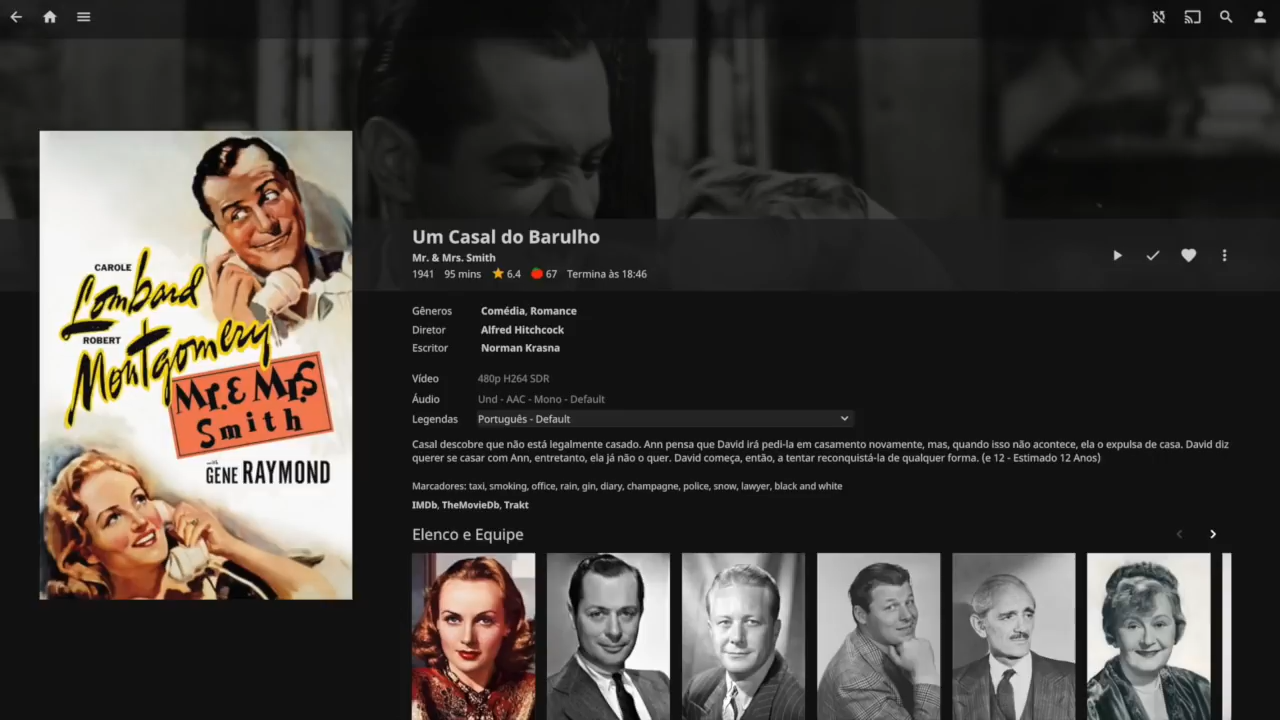 CAROLE
Lombard
ROBERT
Montgomery
Mr. & Mrs.
Smith
with
GENE RAYMOND
Um Casal do Barulho
Mr. & Mrs. Smith
1941 95 mins 6.4 67 Termina às 18:46
Gêneros Comédia, Romance
Diretor Alfred Hitchcock
Escritor Norman Krasna
Vídeo 480p H264 SDR
Áudio Und - AAC - Mono - Default
Legendas Português - Default
Casal descobre que não está legalmente casado. Ann pensa que David irá pedi-la em casamento novamente, mas, quando isso não acontece, ela o expulsa de casa. David diz
querer se casar com Ann, entretanto, ela já não o quer. David começa, então, a tentar reconquistá-la de qualquer forma. (e 12 - Estimado 12 Anos)
Marcadores: taxi, smoking, office, rain, gin, diary, champagne, police, snow, lawyer, black and white
IMDb, TheMovieDb, Trakt
Elenco e Equipe